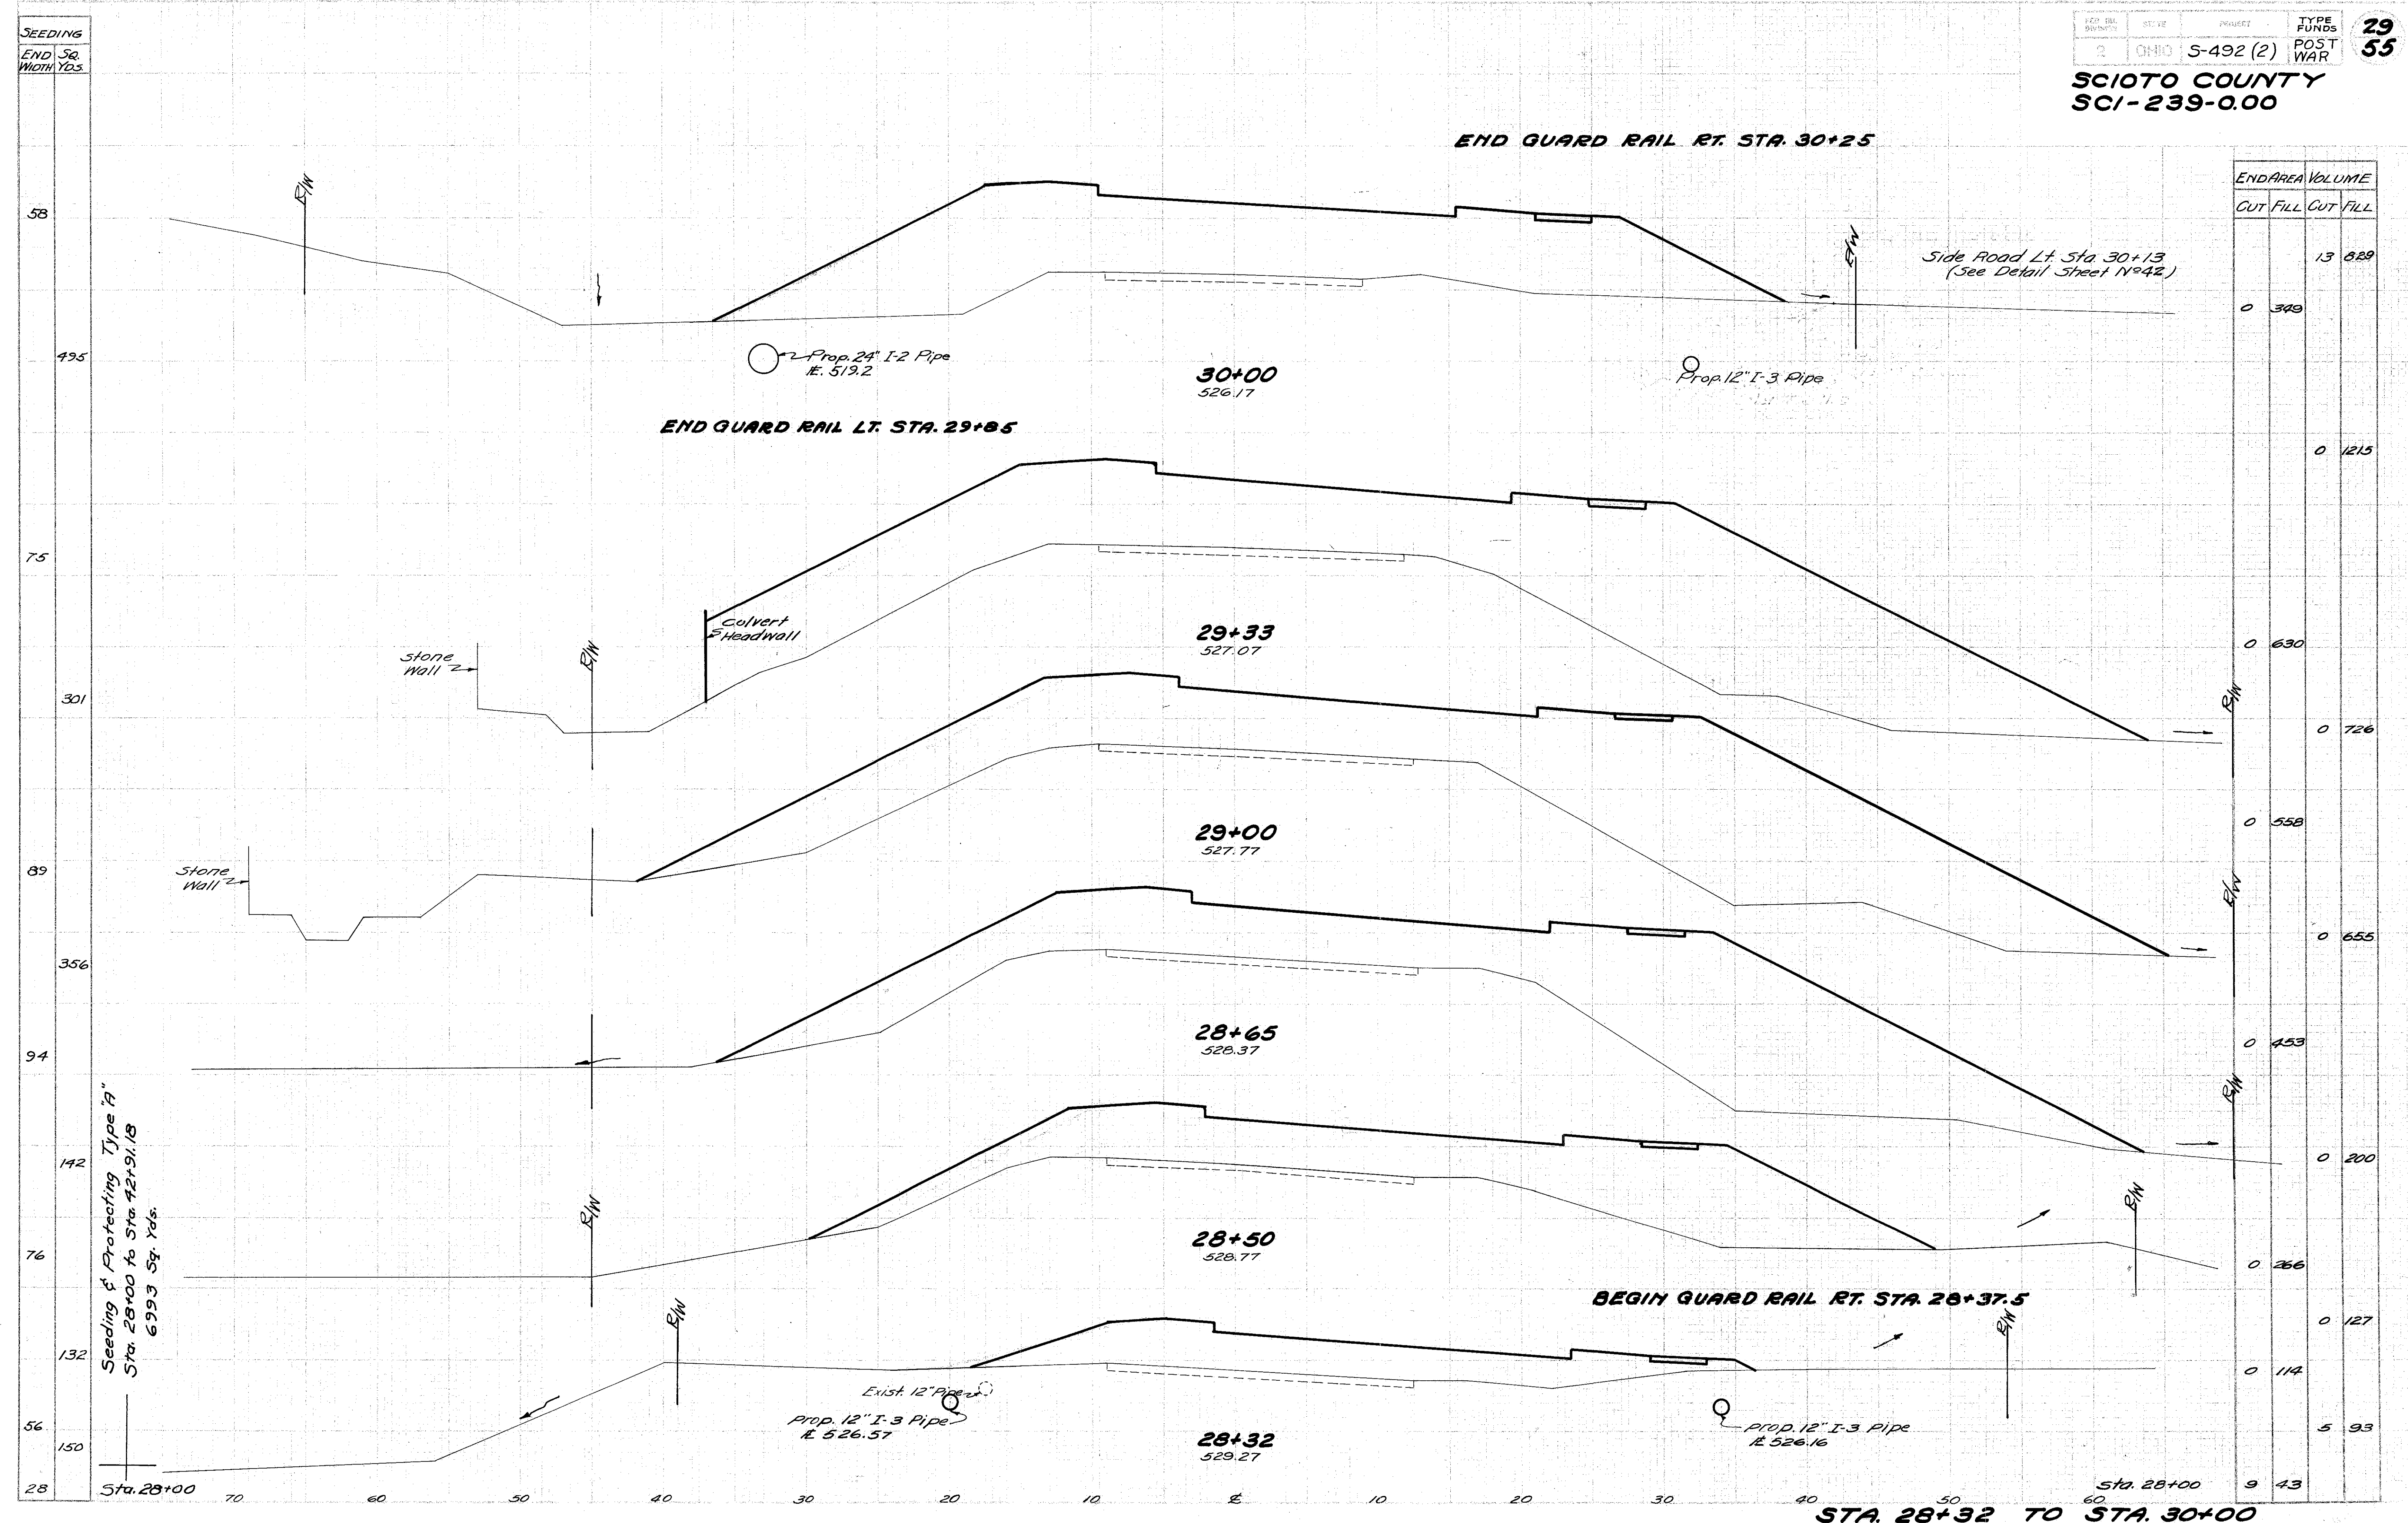 SEEDING
END WIDTH
SQ. YDS.
TYPE FUNDS
29
55
OHIO
S-492 (2)
POST WAR
SCIOTO COUNTY
SCI-239-0.00
END GUARD RAIL RT. STA. 30+25
END AREA VOLUME
CUT FILL CUT FILL
R/W
58
R/W
Side Road Lt. Sta. 30+13
(See Detail Sheet Nº42)
13 829
0 349
495
Prop. 24" I-2 Pipe
I.E. 519.2
30+00
526.17
Prop. 12" I-3 Pipe
END GUARD RAIL LT. STA. 29+85
0 1215
75
Culvert
Headwall
Stone
Wall
R/W
29+33
527.07
0 630
301
R/W
0 726
29+00
527.77
0 558
Stone
Wall
89
R/W
356
0 655
28+65
528.37
0 453
94
R/W
Seeding & Protecting Type "A"
Sta. 28+00 to Sta. 42+91.18
6993 Sq. Yds.
142
0 200
R/W
R/W
28+50
528.77
76
0 266
BEGIN GUARD RAIL RT. STA. 28+37.5
R/W
R/W
0 127
132
0 114
Exist. 12" Pipe
Prop. 12" I-3 Pipe
I.E. 526.57
Prop. 12" I-3 Pipe
I.E. 526.16
28+32
529.27
56
150
5 93
28
Sta. 28+00
Sta. 28+00
9 43
70 60 50 40 30 20 10 ℄ 10 20 30 40 50 60
STA. 28+32 TO STA. 30+00